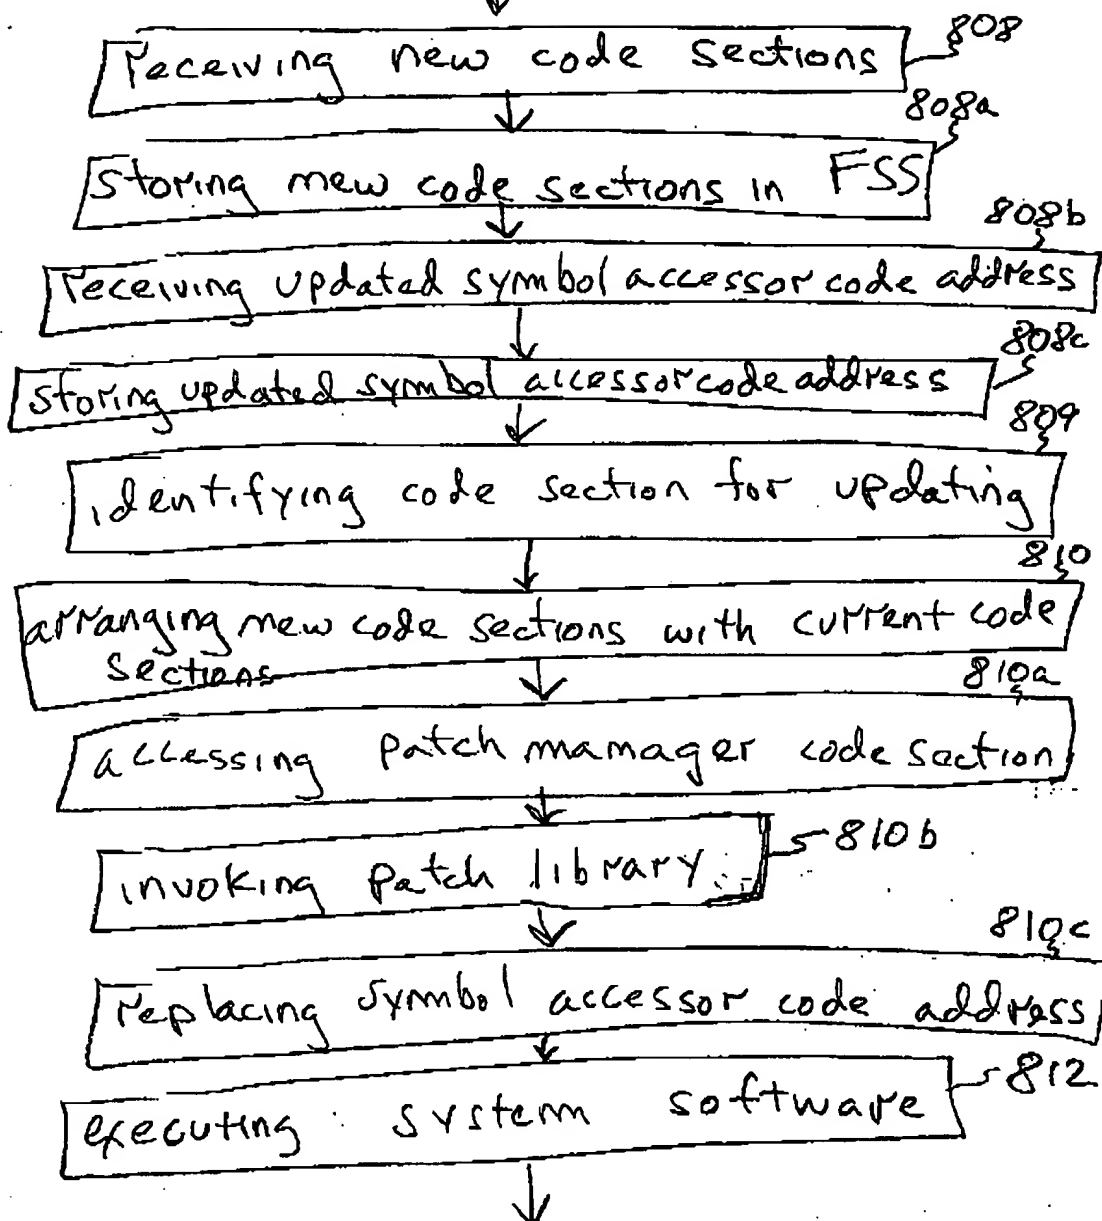 808
receiving new code sections
808a
storing new code sections in FSS
808b
receiving updated symbol accessor code address
808c
storing updated symbol accessor code address
809
identifying code section for updating
810
arranging new code sections with current code
sections
810a
accessing patch manager code section
invoking patch library 810b
810c
replacing symbol accessor code address
812
executing system software